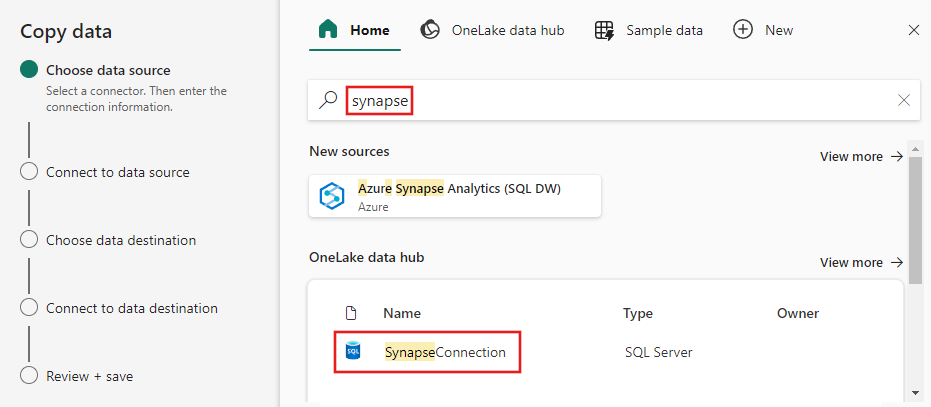 Copy data
Choose data source
Select a connector. Then enter the
connection information.
Connect to data source
Choose data destination
Connect to data destination
Review + save
Home
OneLake data hub
Sample data
New
synapse
New sources
View more
Azure Synapse Analytics (SQL DW)
Azure
OneLake data hub
View more
Name Type Owner
SQL SynapseConnection SQL Server